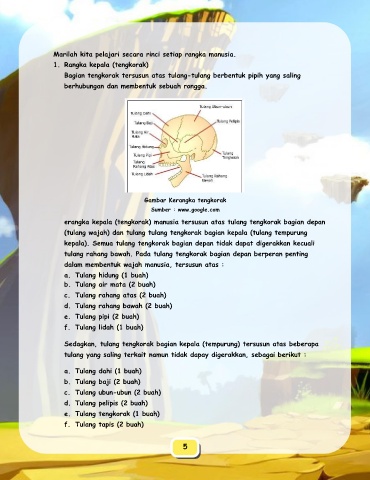 Marilah kita pelajari secara rinci setiap rangka manusia.
1. Rangka kepala (tengkorak)
Bagian tengkorak tersusun atas tulang-tulang berbentuk pipih yang saling
berhubungan dan membentuk sebuah rongga.
Tulang Ubun-ubun
Tulang Dahi
Tulang Pelipis
Tulang Baji
Tulang Air
Mata
Tulang Hidung
Tulang Pipi
Tulang
Tengkorak
Tulang
Rahang Atas
Tulang Lidah
Tulang Rahang
Bawah
Gambar Kerangka tengkorak
Sumber : www.google.com
erangka kepala (tengkorak) manusia tersusun atas tulang tengkorak bagian depan
(tulang wajah) dan tulang tulang tengkorak bagian kepala (tulang tempurung
kepala). Semua tulang tengkorak bagian depan tidak dapat digerakkan kecuali
tulang rahang bawah. Pada tulang tengkorak bagian depan berperan penting
dalam membentuk wajah manusia, tersusun atas :
a. Tulang hidung (1 buah)
b. Tulang air mata (2 buah)
c. Tulang rahang atas (2 buah)
d. Tulang rahang bawah (2 buah)
e. Tulang pipi (2 buah)
f. Tulang lidah (1 buah)
Sedagkan, tulang tengkorak bagian kepala (tempurung) tersusun atas beberapa
tulang yang saling terkait namun tidak dapay digerakkan, sebagai berikut :
a. Tulang dahi (1 buah)
b. Tulang baji (2 buah)
c. Tulang ubun-ubun (2 buah)
d. Tulang pelipis (2 buah)
e. Tulang tengkorak (1 buah)
f. Tulang tapis (2 buah)
5